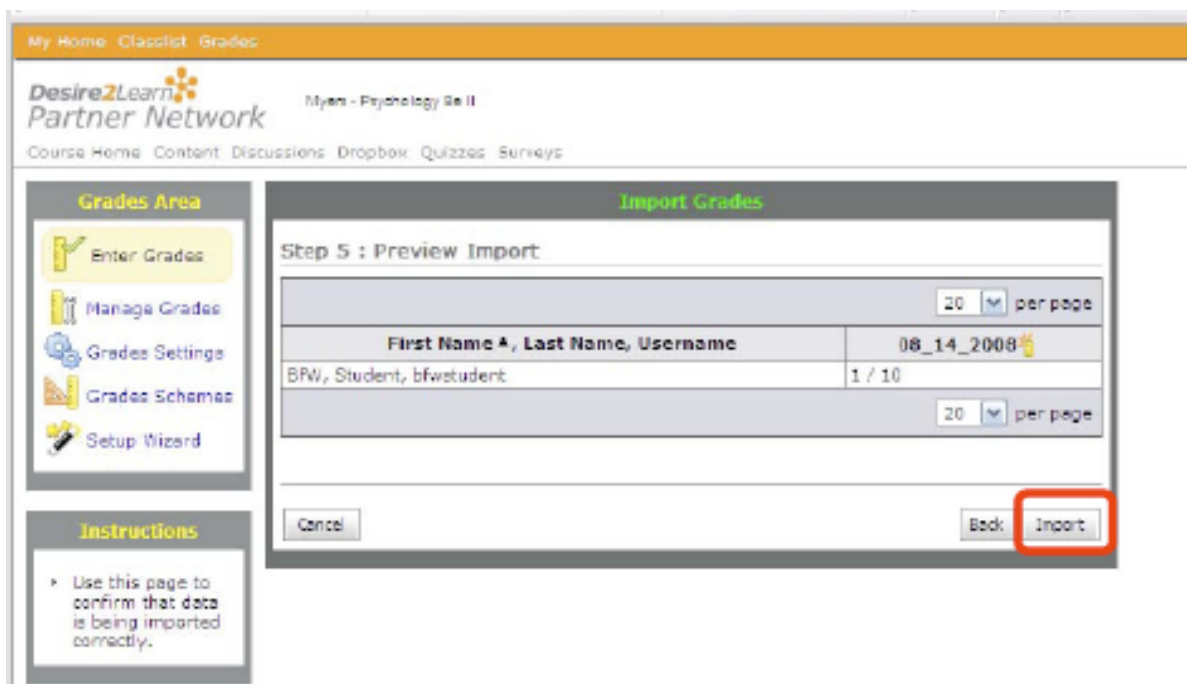 My Home Classlist Grades
Desire2Learn
Partner Network
Myers - Psychology 8e II
Course Home Content Discussions Dropbox Quizzes Surveys
Grades Area
Enter Grades
Manage Grades
Grades Settings
Grades Schemes
Setup Wizard
Instructions
Use this page to
confirm that data
is being imported
correctly.
Import Grades
Step 5 : Preview Import
20 per page
First Name, Last Name, Username 08_14_2008
BFW, Student, bfwstudent 1 / 10
20 per page
Cancel Back Import